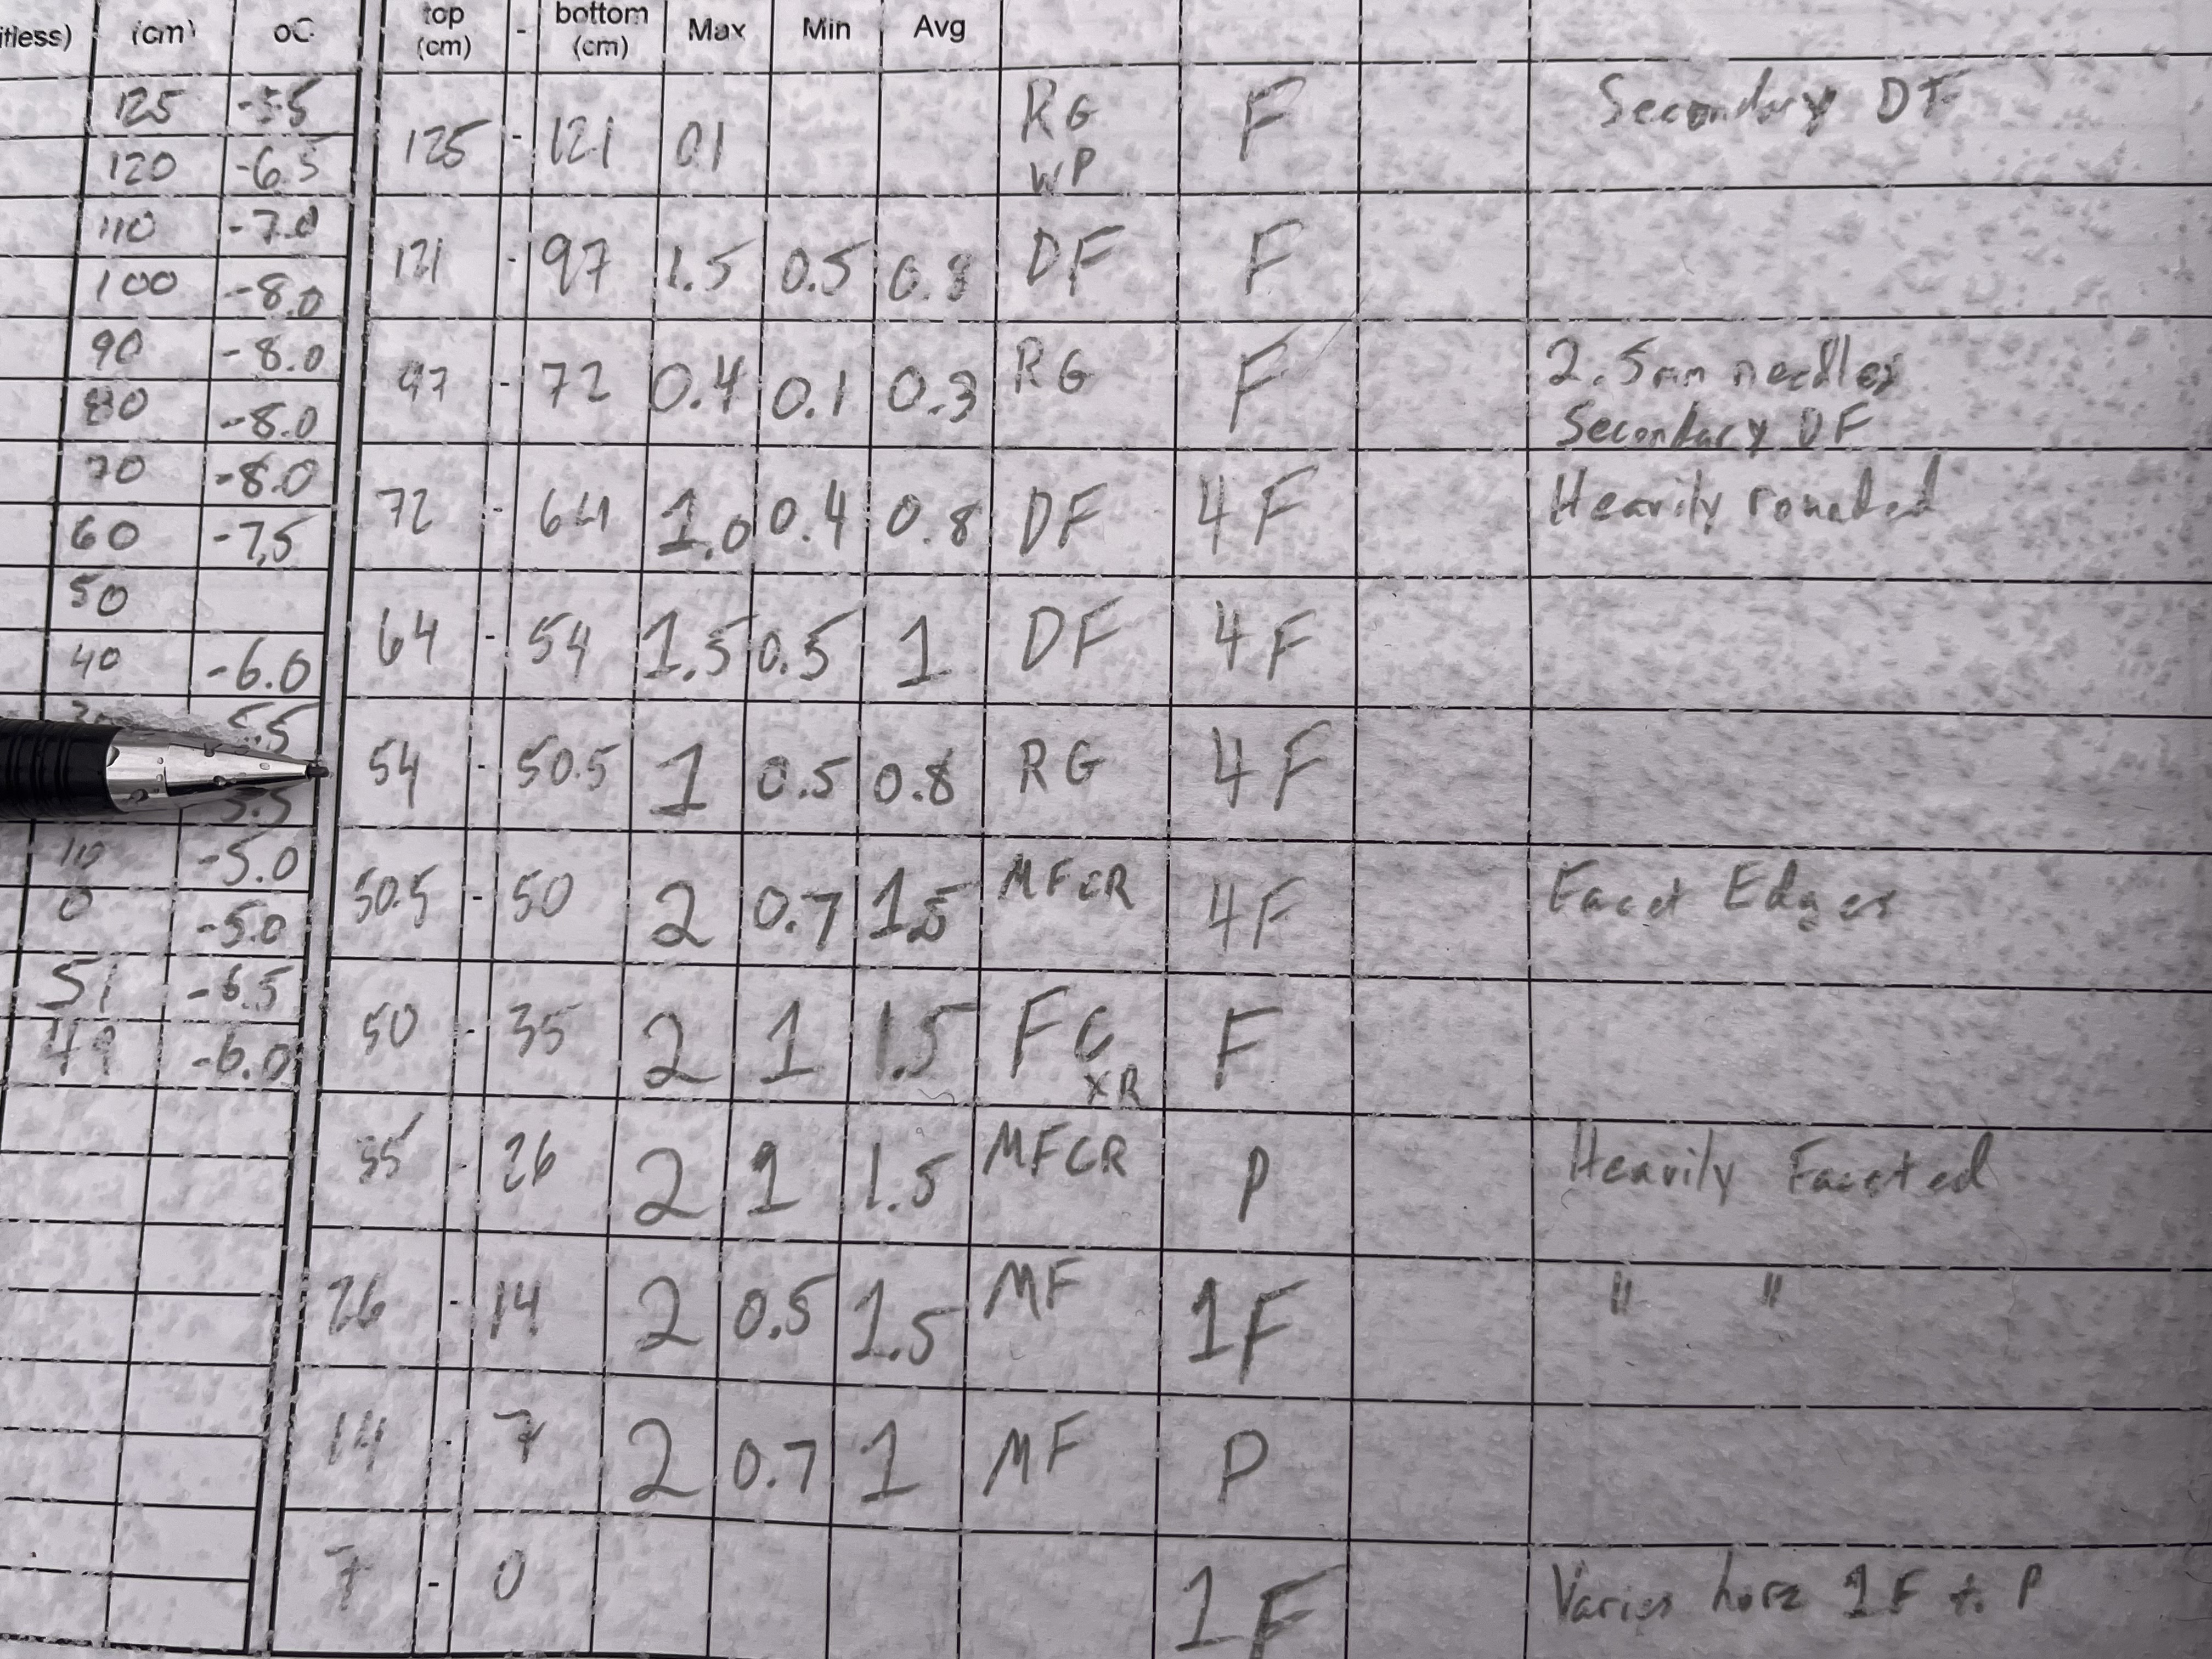 (cm) oC top (cm) - bottom (cm) Max Min Avg
125 -5.5 125 - 121 01 RG WP F Secondary DF
120 -6.5
110 -7.0 121 - 97 1.5 0.5 0.8 DF F
100 -8.0
90 -8.0 97 - 72 0.4 0.1 0.3 RG F 2.5mm needles
80 -8.0 Secondary DF
70 -8.0 72 - 64 1.0 0.4 0.8 DF 4F Heavily rounded
60 -7.5
50
40 -6.0 64 - 54 1.5 0.5 1 DF 4F
5.5 54 - 50.5 1 0.5 0.8 RG 4F
-5.0 50.5 - 50 2 0.7 1.5 MFCR 4F Facet Edges
0 -5.0
51 -6.5 50 - 35 2 1 1.5 FC XR F
49 -6.0
35 - 26 2 1 1.5 MFCR P Heavily Faceted
26 - 14 2 0.5 1.5 MF 1F " "
14 - 7 2 0.7 1 MF P
7 - 0 1F Varies here 1F to P